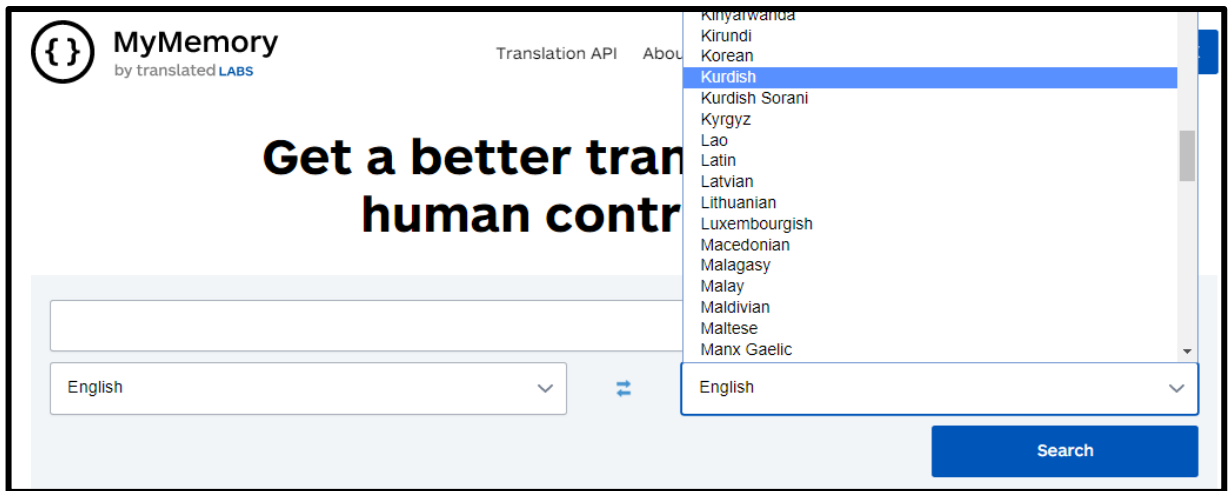 { }
MyMemory
by translated LABS
Translation API Abou
Get a better tran
human contr
Kinyarwanda
Kirundi
Korean
Kurdish
Kurdish Sorani
Kyrgyz
Lao
Latin
Latvian
Lithuanian
Luxembourgish
Macedonian
Malagasy
Malay
Maldivian
Maltese
Manx Gaelic
English
English
Search